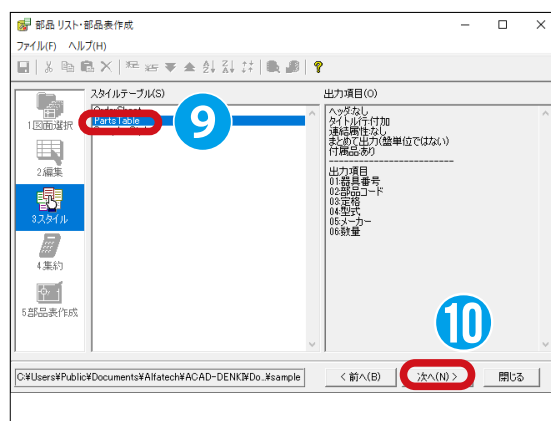 部品 リスト･部品表作成
ファイル(F) ヘルプ(H)
スタイルテーブル(S)
出力項目(O)
1図面選択
2編集
3スタイル
4集約
5部品表作成
PartsTable
9
ヘッダなし
タイトル行付加
連結属性:なし
まとめて出力(盤単位ではない)
付属品あり
--------------------------
出力項目
01:器具番号
02:部品コード
03:定格
04:型式
05:メーカー
06:数量
10
C:¥Users¥Public¥Documents¥Alfatech¥ACAD-DENKI¥Do..¥sample
< 前へ(B)
次へ(N) >
閉じる